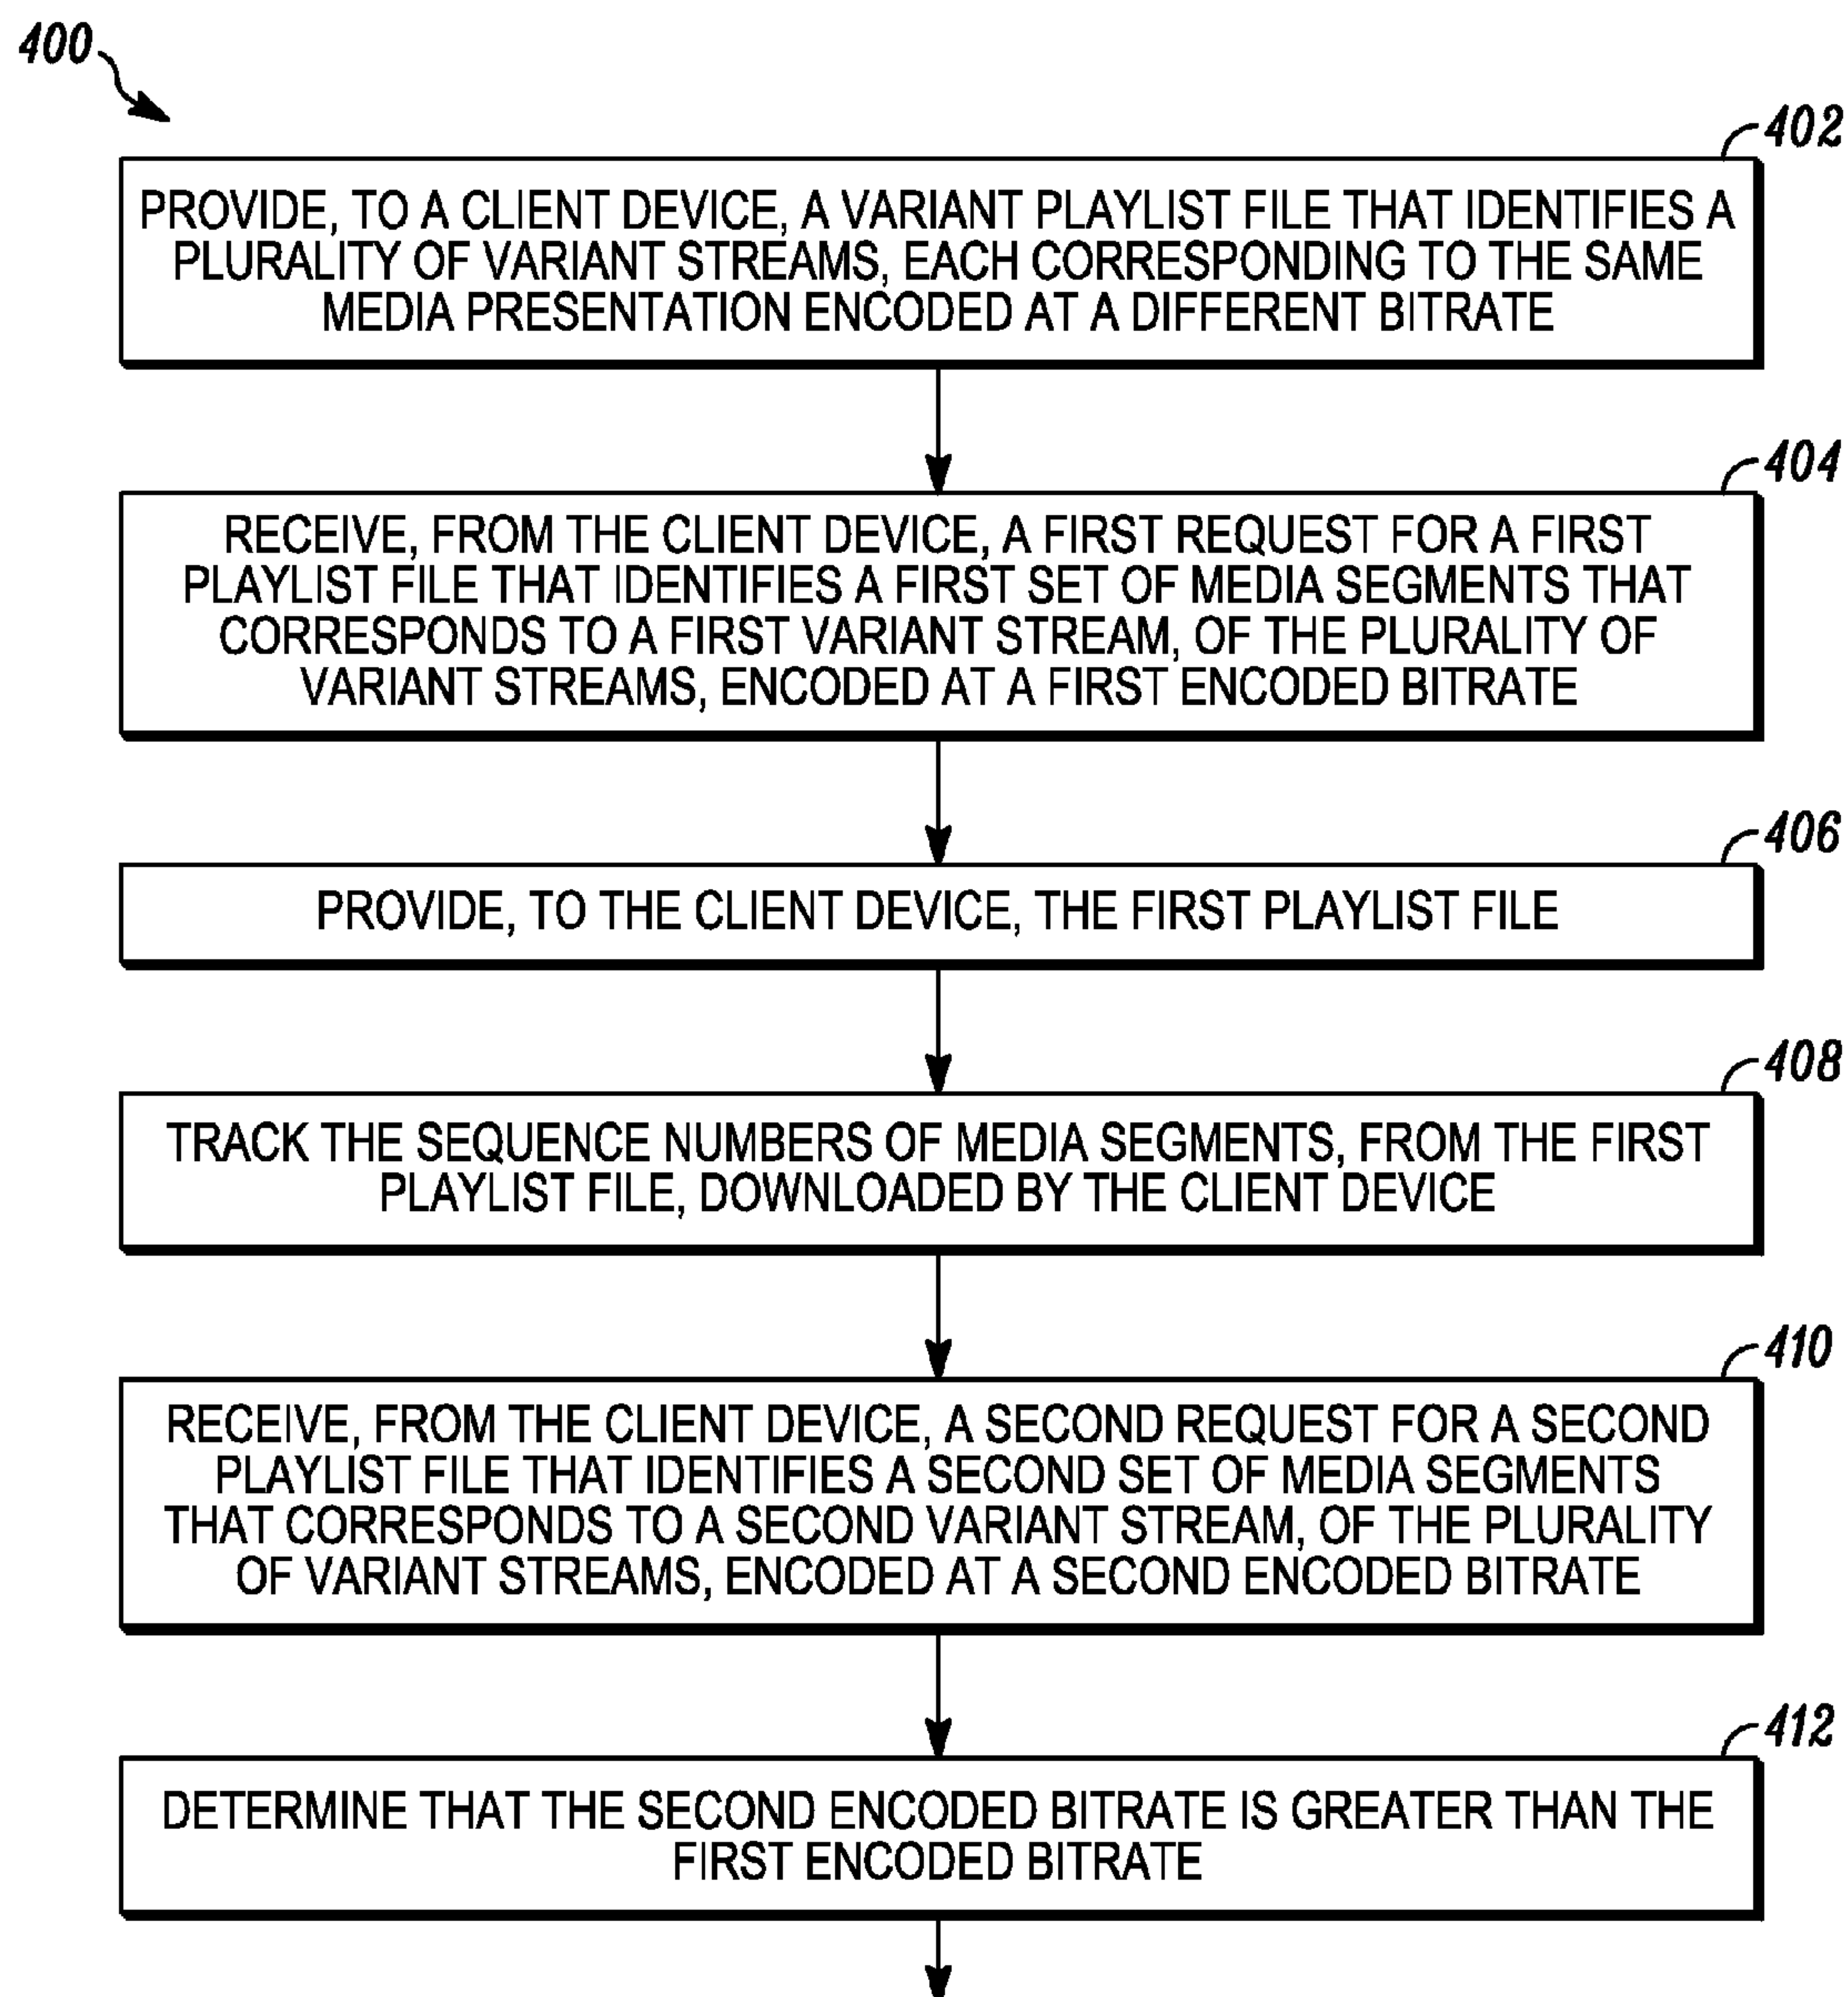 400
402
PROVIDE, TO A CLIENT DEVICE, A VARIANT PLAYLIST FILE THAT IDENTIFIES A
PLURALITY OF VARIANT STREAMS, EACH CORRESPONDING TO THE SAME
MEDIA PRESENTATION ENCODED AT A DIFFERENT BITRATE
404
RECEIVE, FROM THE CLIENT DEVICE, A FIRST REQUEST FOR A FIRST
PLAYLIST FILE THAT IDENTIFIES A FIRST SET OF MEDIA SEGMENTS THAT
CORRESPONDS TO A FIRST VARIANT STREAM, OF THE PLURALITY OF
VARIANT STREAMS, ENCODED AT A FIRST ENCODED BITRATE
406
PROVIDE, TO THE CLIENT DEVICE, THE FIRST PLAYLIST FILE
408
TRACK THE SEQUENCE NUMBERS OF MEDIA SEGMENTS, FROM THE FIRST
PLAYLIST FILE, DOWNLOADED BY THE CLIENT DEVICE
410
RECEIVE, FROM THE CLIENT DEVICE, A SECOND REQUEST FOR A SECOND
PLAYLIST FILE THAT IDENTIFIES A SECOND SET OF MEDIA SEGMENTS
THAT CORRESPONDS TO A SECOND VARIANT STREAM, OF THE PLURALITY
OF VARIANT STREAMS, ENCODED AT A SECOND ENCODED BITRATE
412
DETERMINE THAT THE SECOND ENCODED BITRATE IS GREATER THAN THE
FIRST ENCODED BITRATE